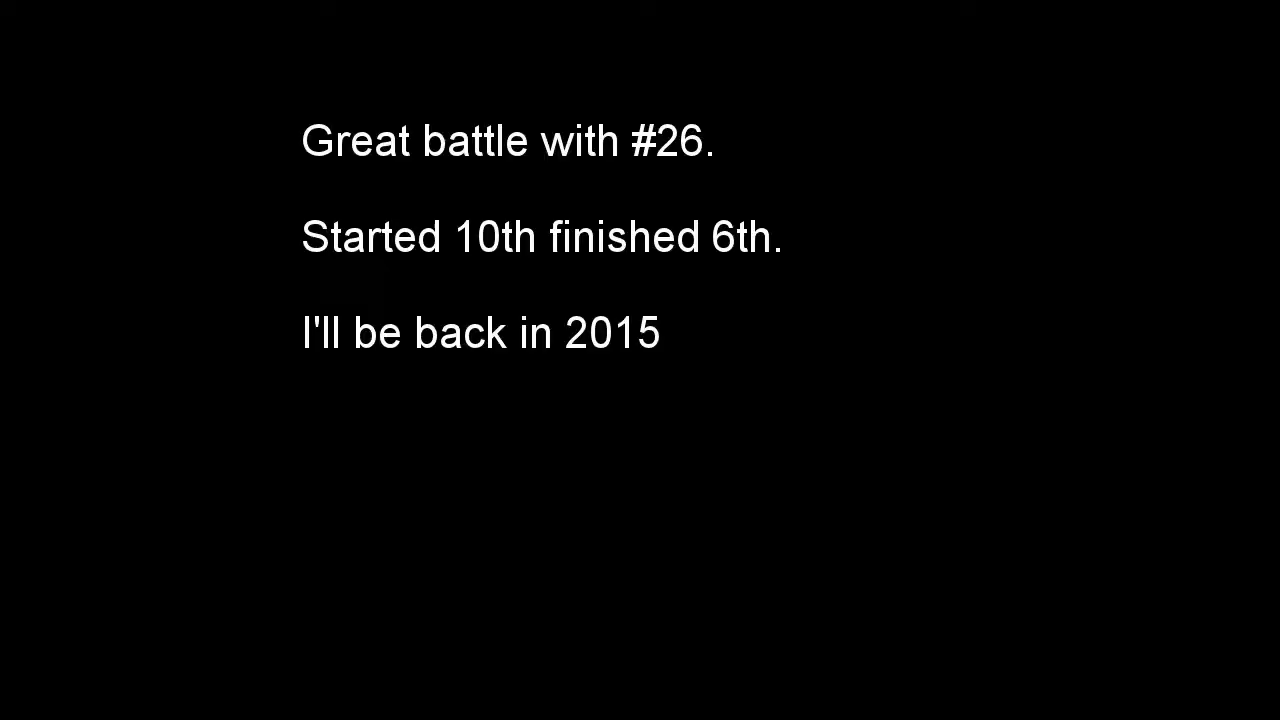 Great battle with #26.
Started 10th finished 6th.
I'll be back in 2015